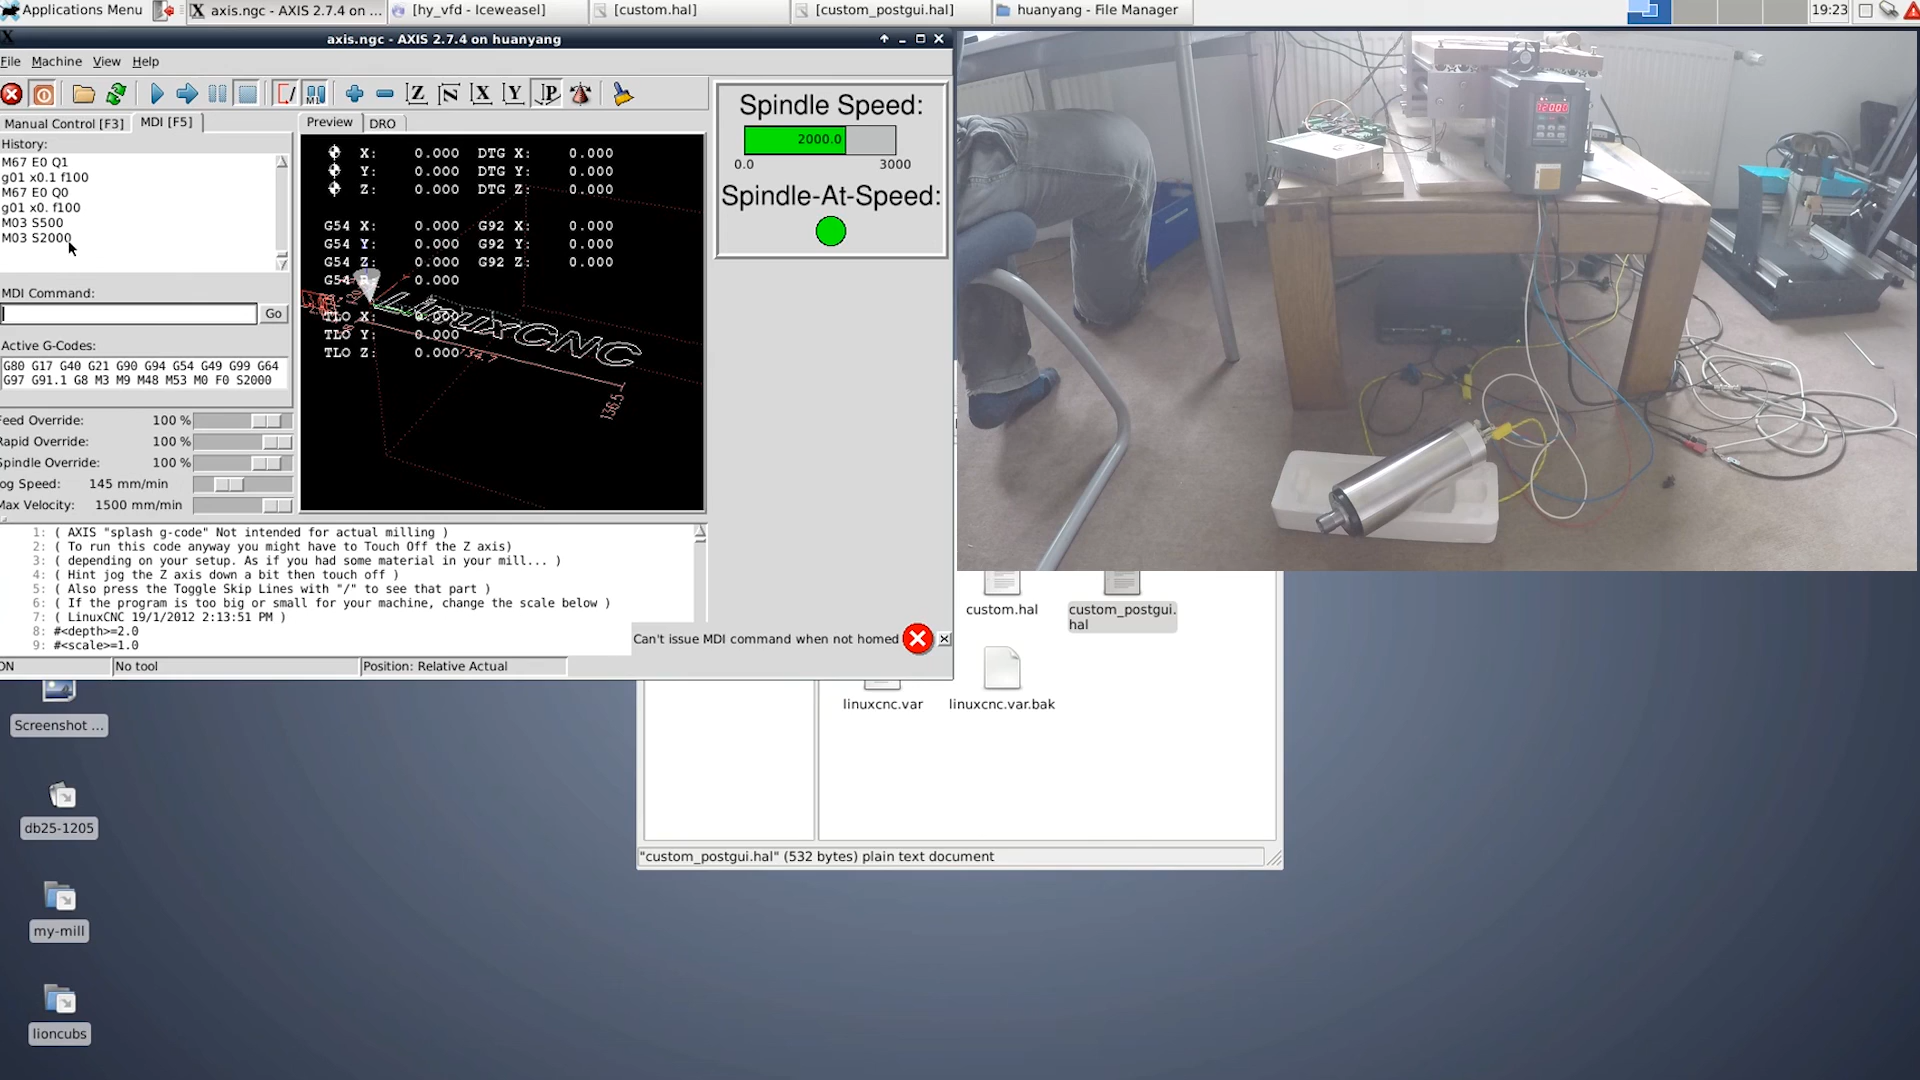 Applications Menu
axis.ngc - AXIS 2.7.4 on ...
[hy_vfd - Iceweasel]
[custom.hal]
[custom_postgui.hal]
huanyang - File Manager
19:23
axis.ngc - AXIS 2.7.4 on huanyang
File Machine View Help
Manual Control [F3]
MDI [F5]
History:
M67 E0 Q1
g01 x0.1 f100
M67 E0 Q0
g01 x0. f100
M03 S500
M03 S2000
MDI Command:
Go
Active G-Codes:
G80 G17 G40 G21 G90 G94 G54 G49 G99 G64
G97 G91.1 G8 M3 M9 M48 M53 M0 F0 S2000
Feed Override: 100 %
Rapid Override: 100 %
Spindle Override: 100 %
og Speed: 145 mm/min
Max Velocity: 1500 mm/min
Preview
DRO
X: 0.000 DTG X: 0.000
Y: 0.000 DTG Y: 0.000
Z: 0.000 DTG Z: 0.000
G54 X: 0.000 G92 X: 0.000
G54 Y: 0.000 G92 Y: 0.000
G54 Z: 0.000 G92 Z: 0.000
G54 R: 0.000
TLO X: 0.000
TLO Y: 0.000
TLO Z: 0.000
LinuxCNC
134.7
136.5
Spindle Speed:
2000.0
0.0 3000
Spindle-At-Speed:
1: ( AXIS "splash g-code" Not intended for actual milling )
2: ( To run this code anyway you might have to Touch Off the Z axis)
3: ( depending on your setup. As if you had some material in your mill... )
4: ( Hint jog the Z axis down a bit then touch off )
5: ( Also press the Toggle Skip Lines with "/" to see that part )
6: ( If the program is too big or small for your machine, change the scale below )
7: ( LinuxCNC 19/1/2012 2:13:51 PM )
8: #<depth>=2.0
9: #<scale>=1.0
Can't issue MDI command when not homed
ON
No tool
Position: Relative Actual
custom.hal
custom_postgui.
hal
linuxcnc.var
linuxcnc.var.bak
"custom_postgui.hal" (532 bytes) plain text document
Screenshot ...
db25-1205
my-mill
lioncubs